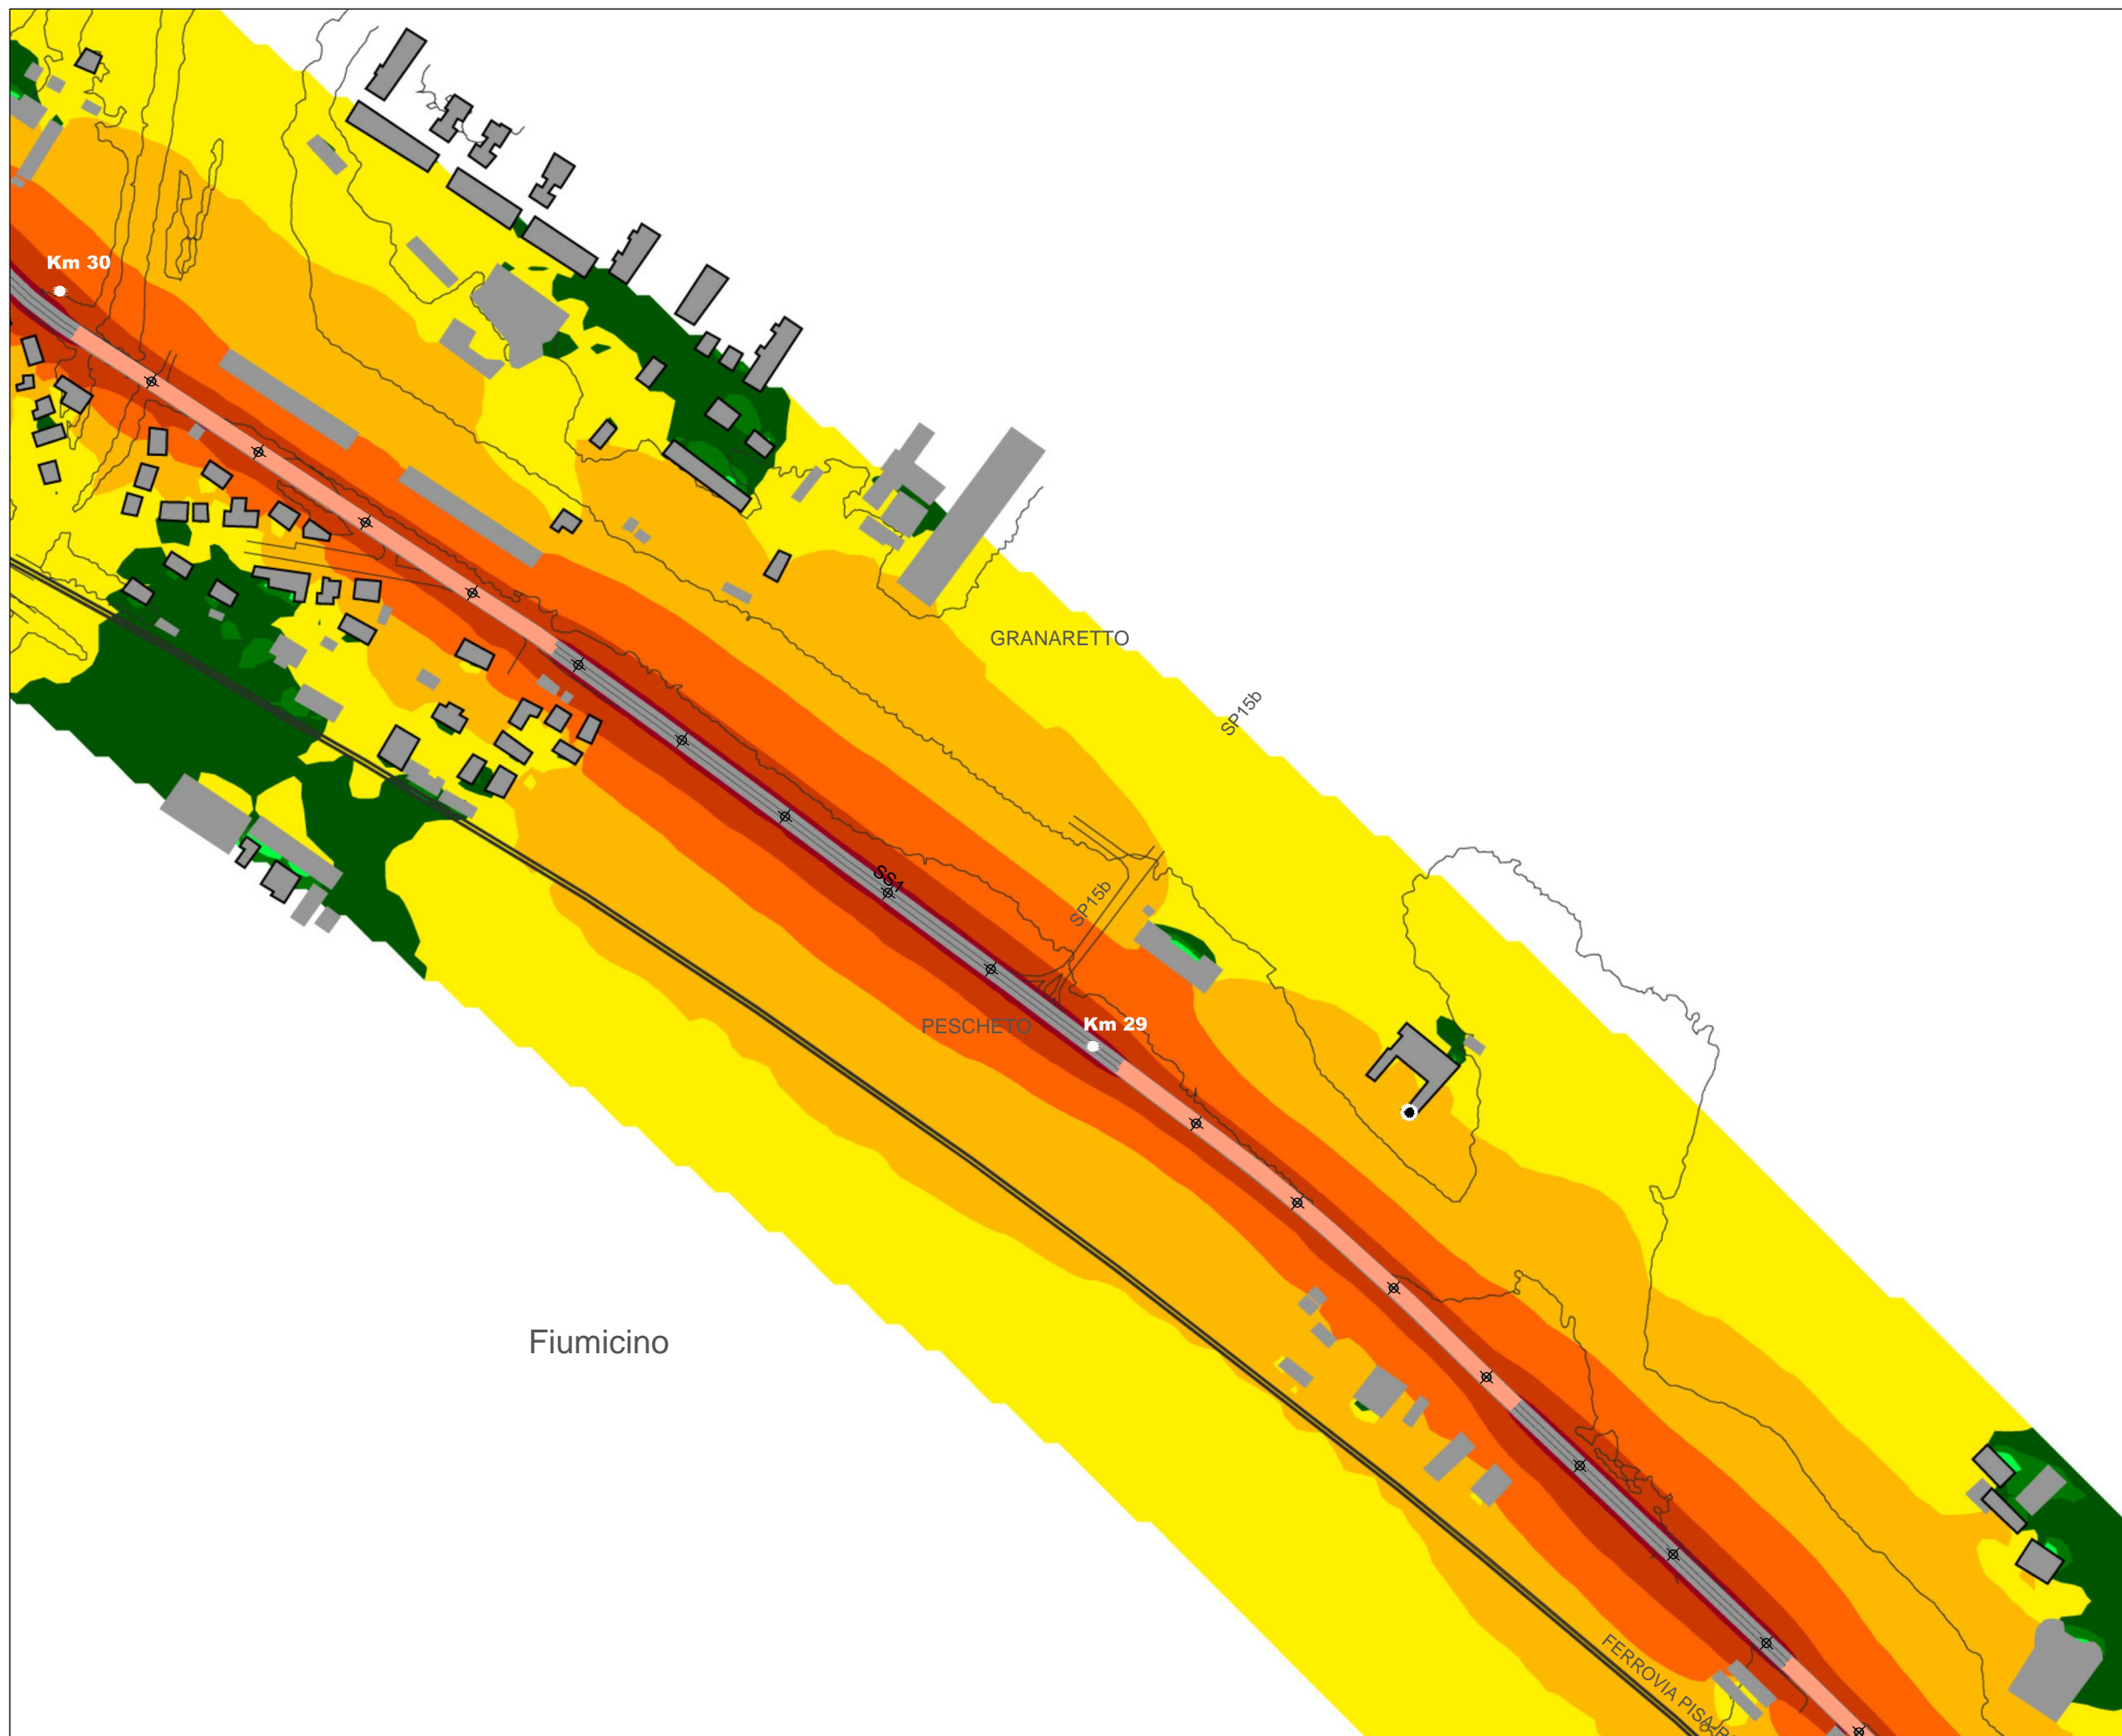 Km 30
GRANARETTO
SP15b
SS1
SP15b
PESCHETO
Km 29
Fiumicino
FERROVIA PISA-R